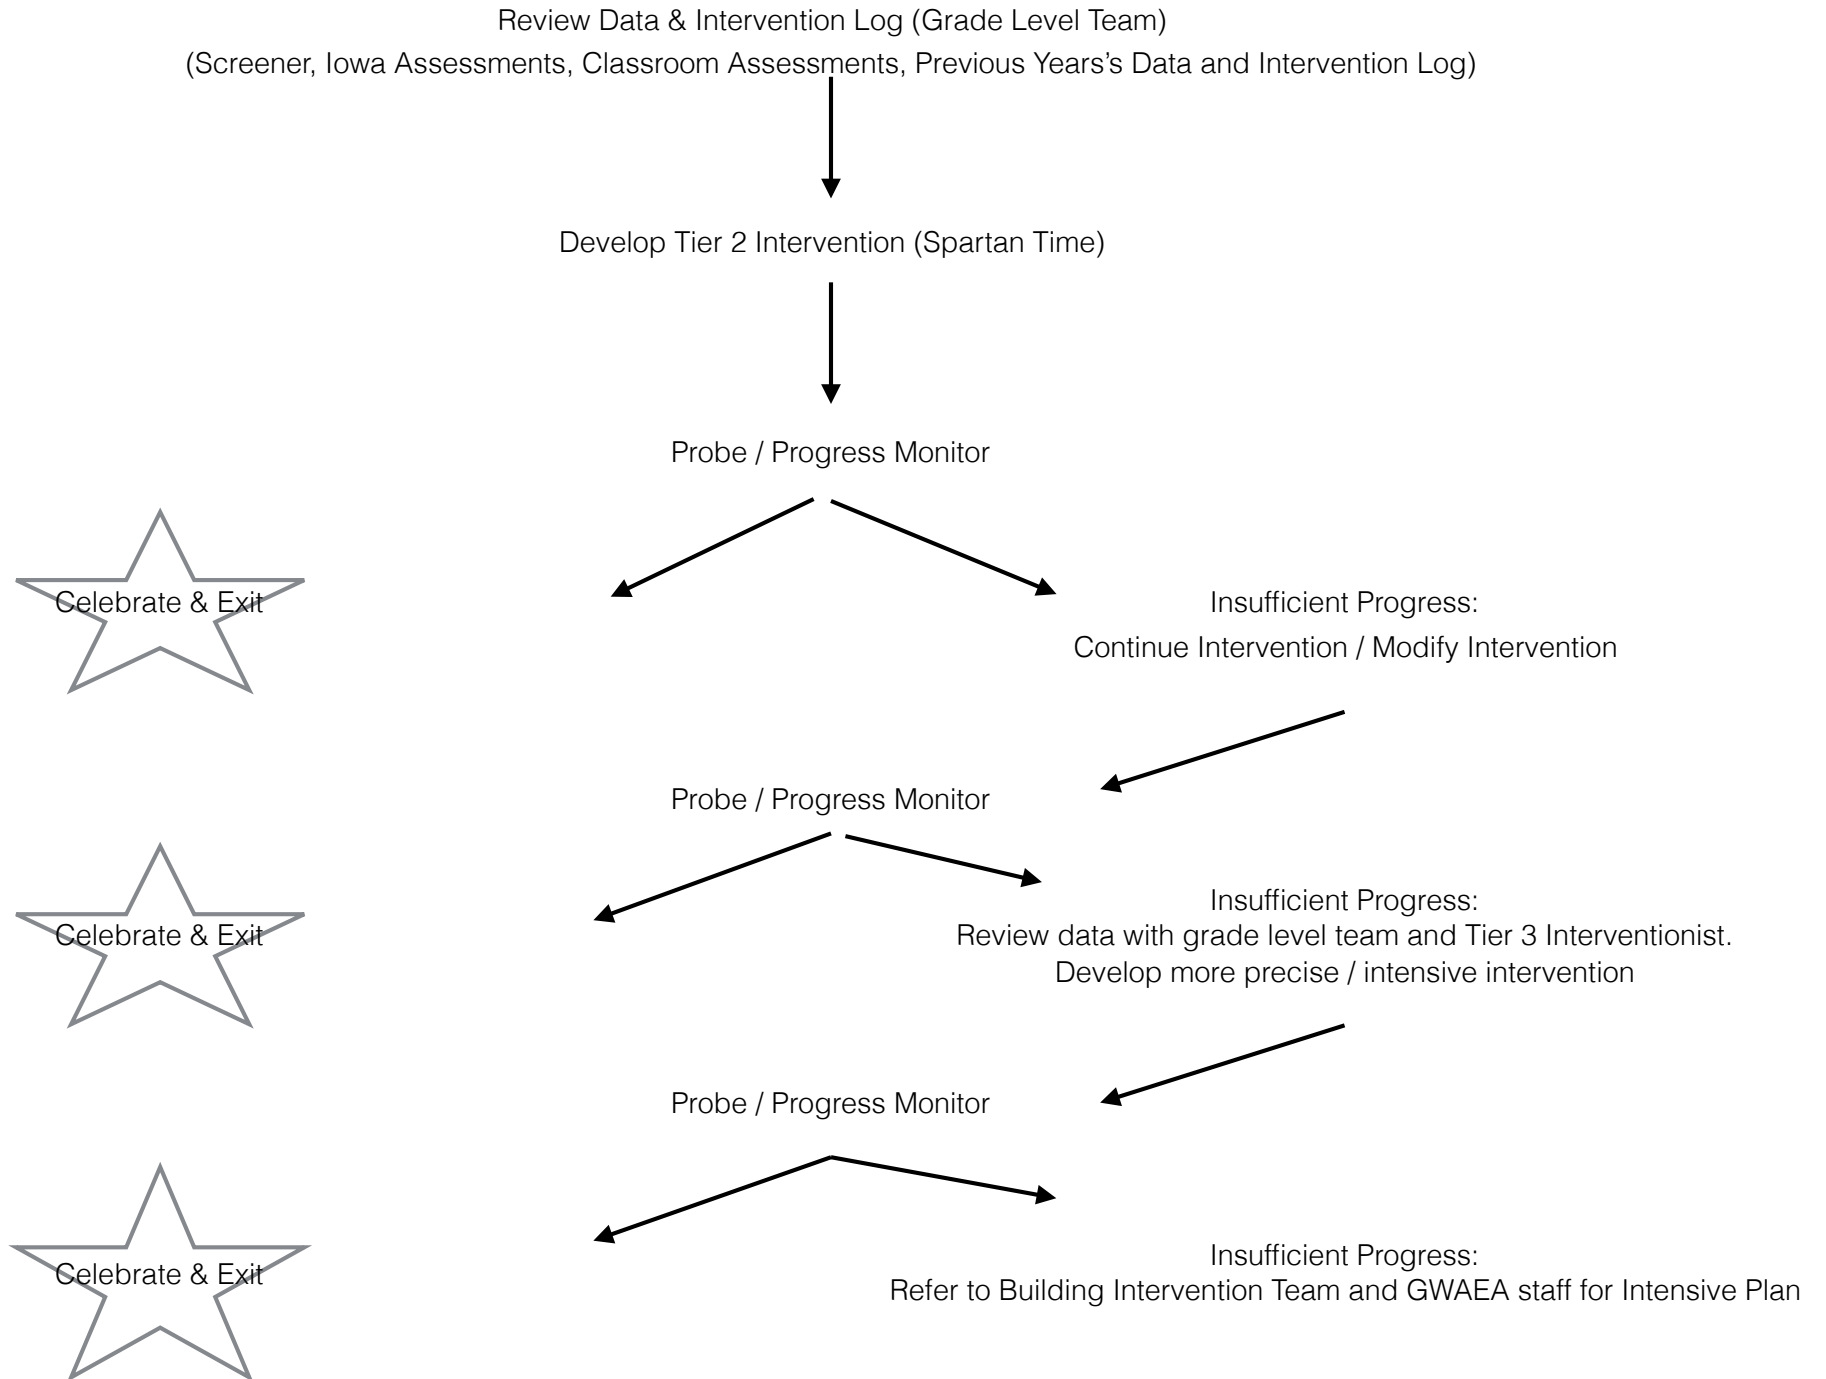 Review Data & Intervention Log (Grade Level Team)
(Screener, Iowa Assessments, Classroom Assessments, Previous Years's Data and Intervention Log)
Develop Tier 2 Intervention (Spartan Time)
Probe / Progress Monitor
Celebrate & Exit
Insufficient Progress:
Continue Intervention / Modify Intervention
Probe / Progress Monitor
Celebrate & Exit
Insufficient Progress:
Review data with grade level team and Tier 3 Interventionist.
Develop more precise / intensive intervention
Probe / Progress Monitor
Celebrate & Exit
Insufficient Progress:
Refer to Building Intervention Team and GWAEA staff for Intensive Plan